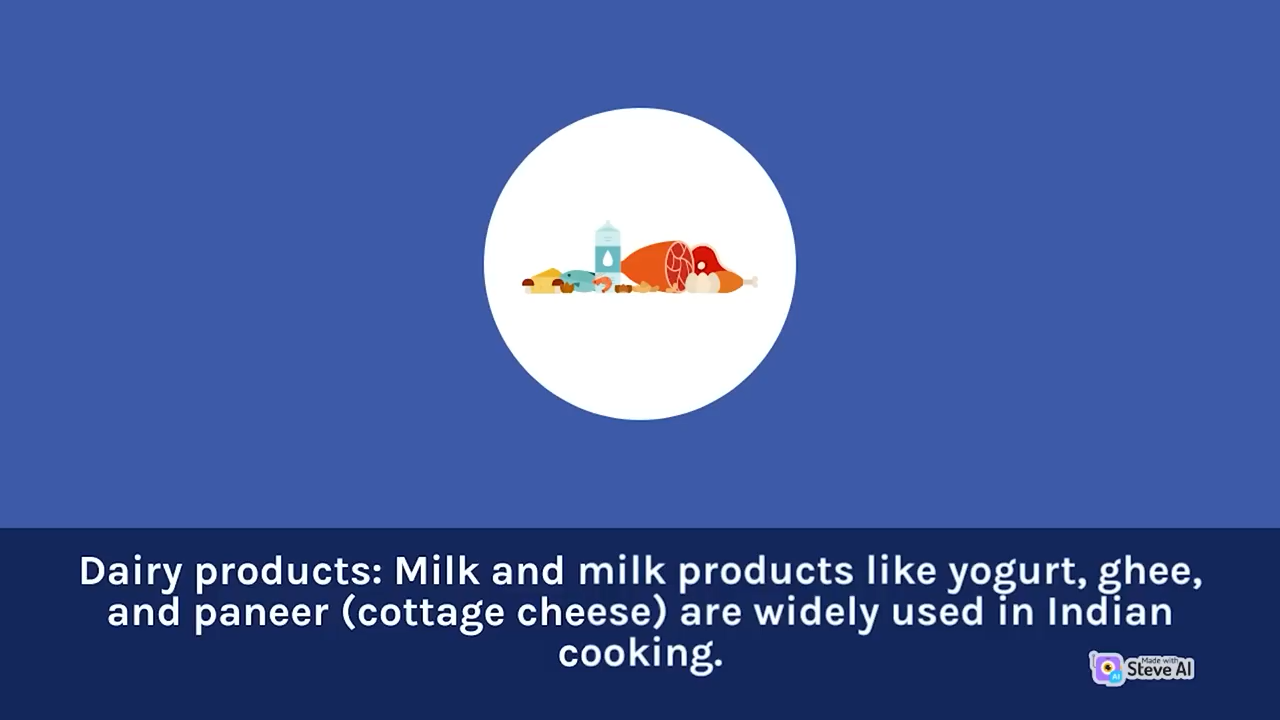 Dairy products: Milk and milk products like yogurt, ghee,
and paneer (cottage cheese) are widely used in Indian
cooking.
Made with
AI Steve AI